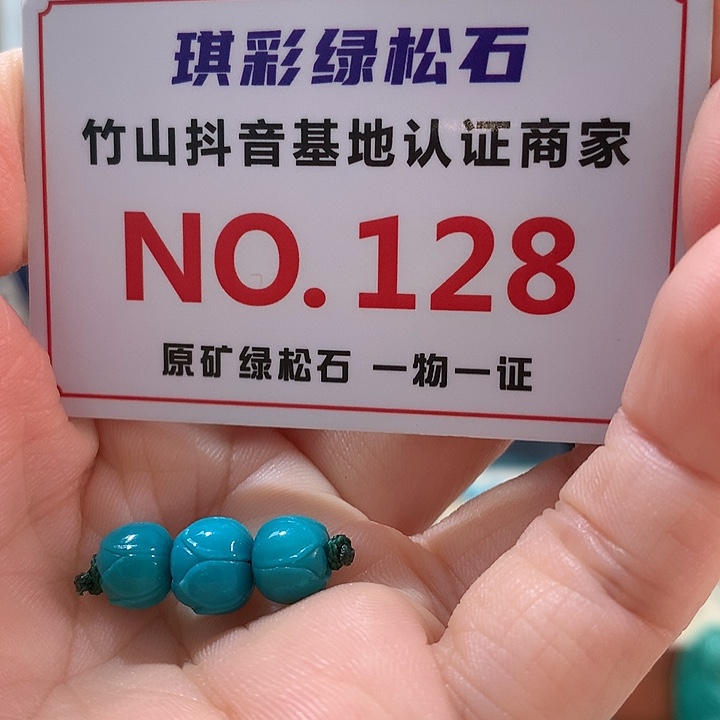 琪彩绿松石
竹山抖音基地认证商家
NO.128
原矿绿松石 一物一证